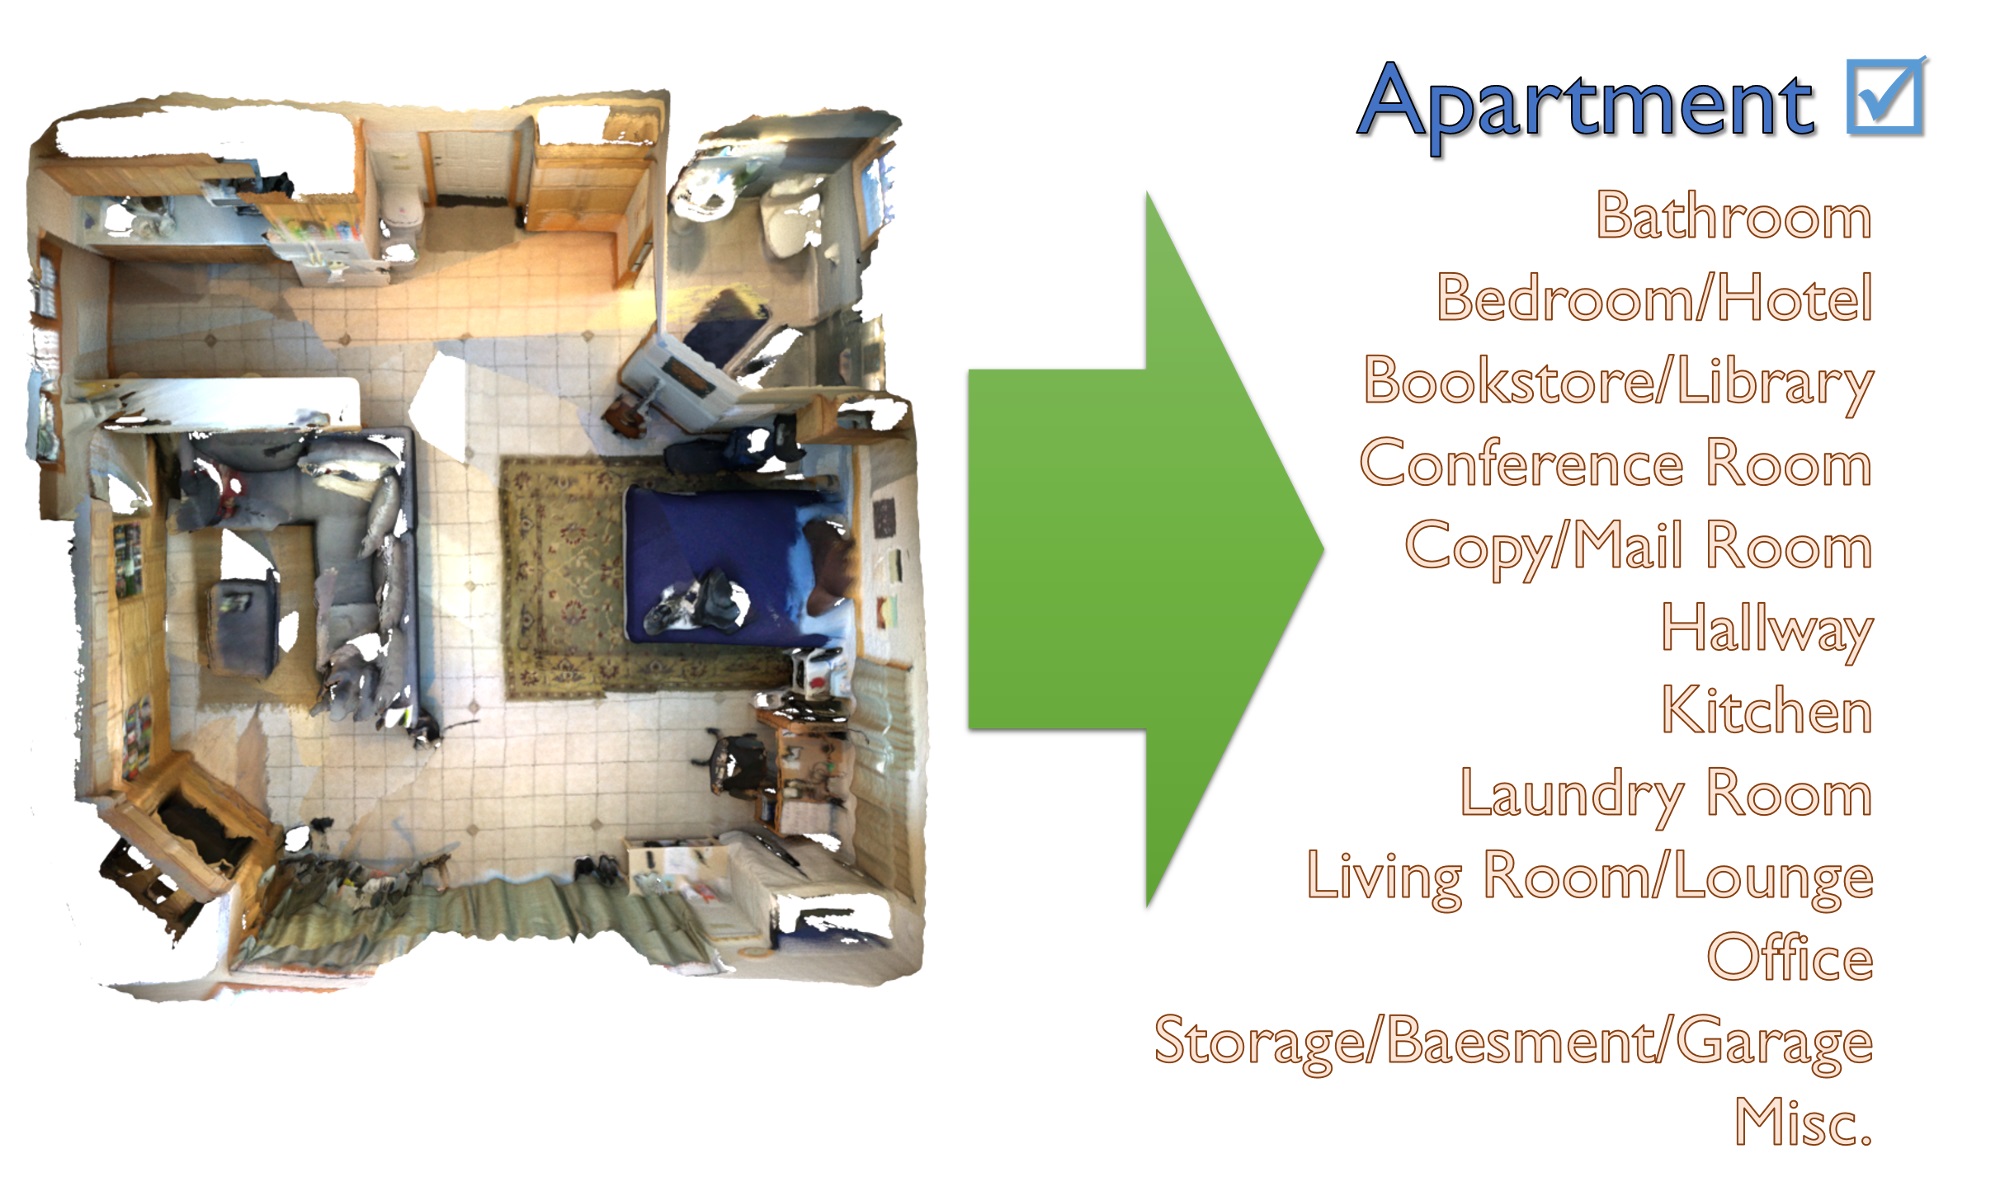 Apartment
Bathroom
Bedroom/Hotel
Bookstore/Library
Conference Room
Copy/Mail Room
Hallway
Kitchen
Laundry Room
Living Room/Lounge
Office
Storage/Baesment/Garage
Misc.